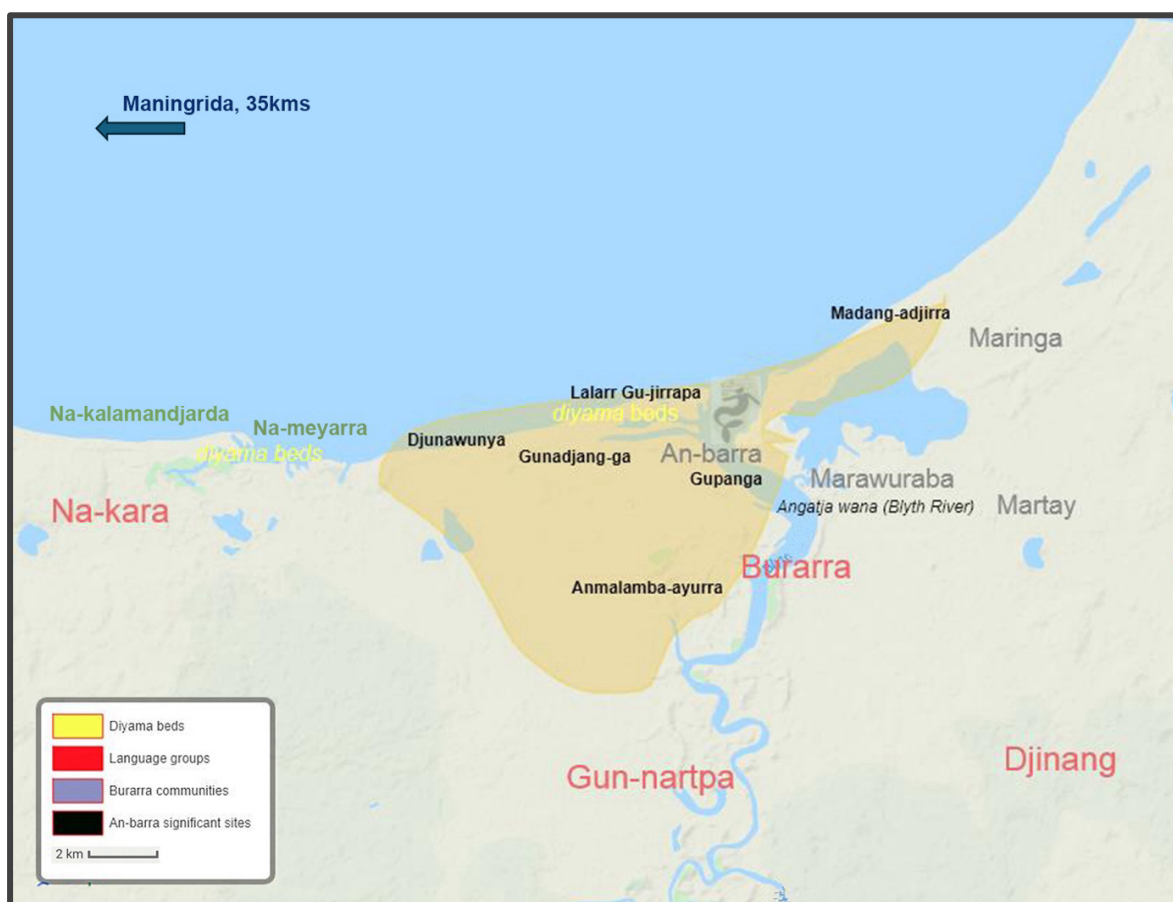 Maningrida, 35kms
Madang-adjirra
Maringa
Lalarr Gu-jirrapa
diyama beds
Na-kalamandjarda
Na-meyarra
diyama beds
Djunawunya
Gunadjang-ga
An-barra
Gupanga
Marawuraba
Angatja wana (Blyth River)
Martay
Na-kara
Burarra
Anmalamba-ayurra
Gun-nartpa
Djinang
Diyama beds
Language groups
Burarra communities
An-barra significant sites
2 km